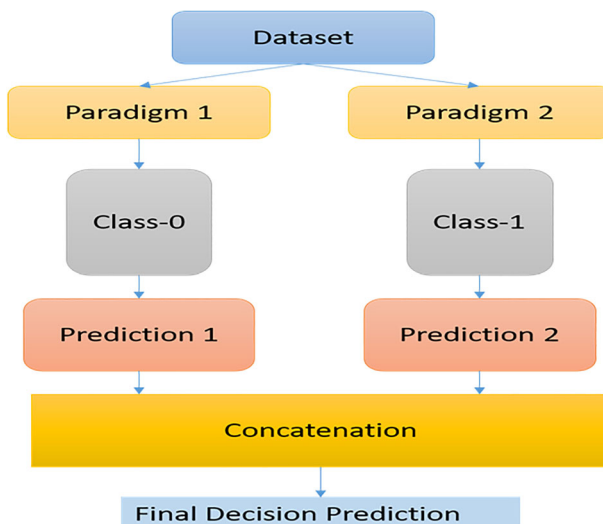 Dataset
Paradigm 1
Paradigm 2
Class-0
Class-1
Prediction 1
Prediction 2
Concatenation
Final Decision Prediction